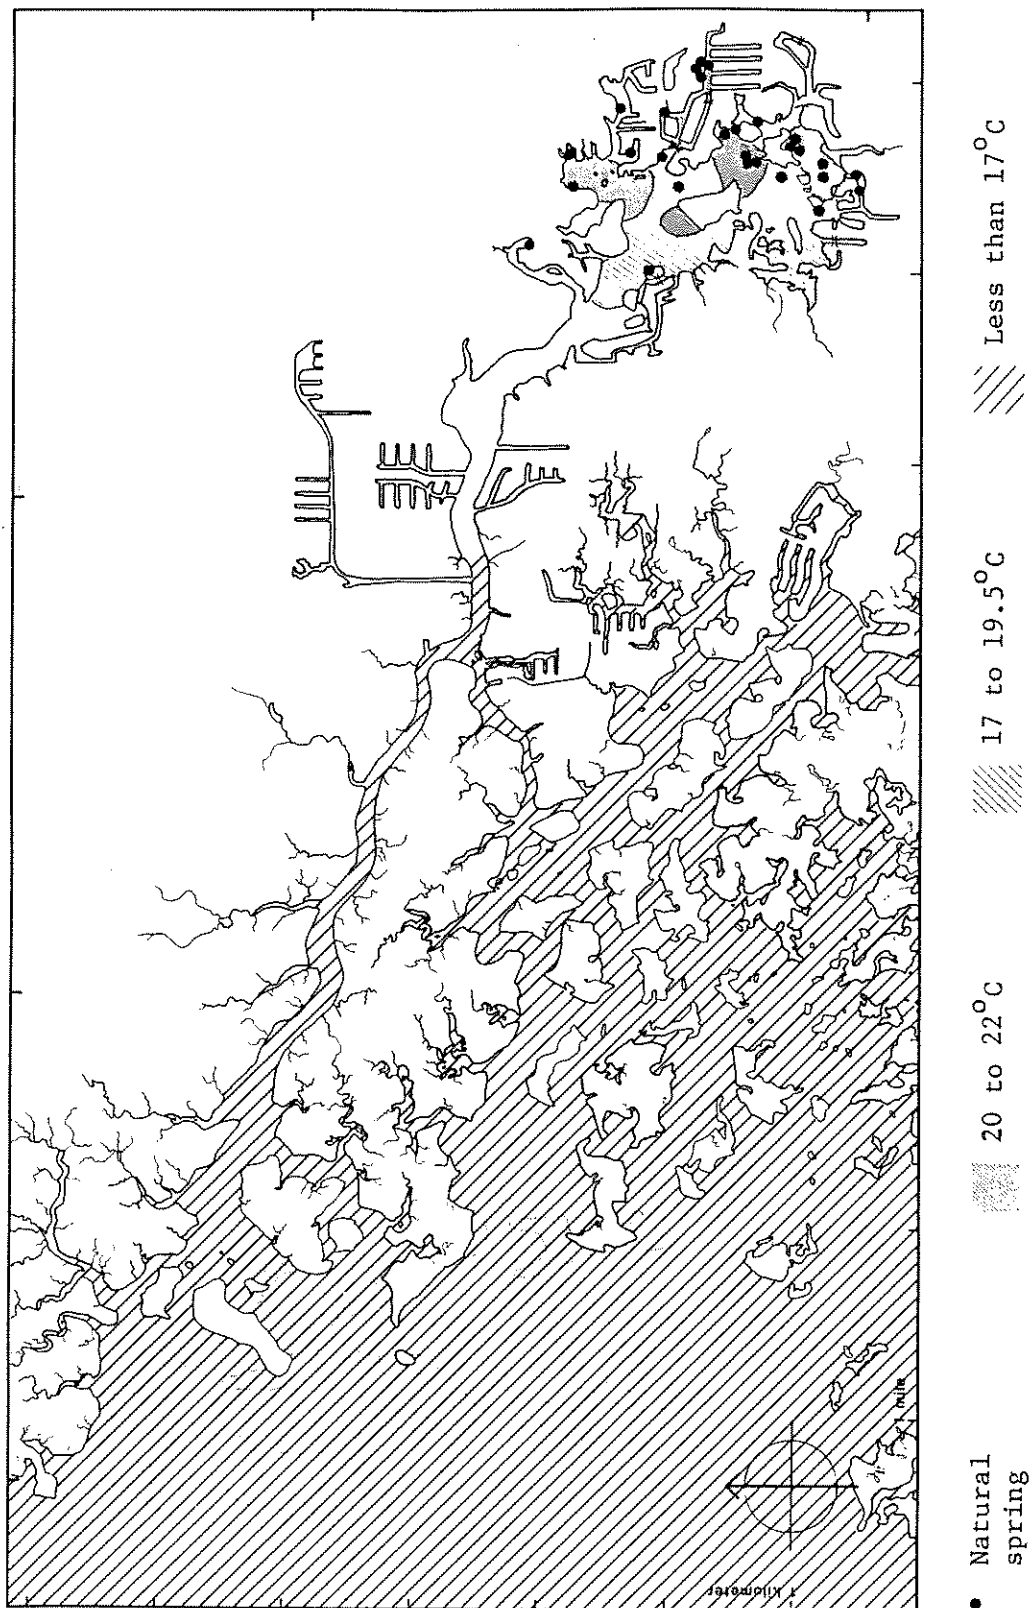 ● Natural
spring
20 to 22°C
17 to 19.5°C
Less than 17°C
1 kilometer
1 mile